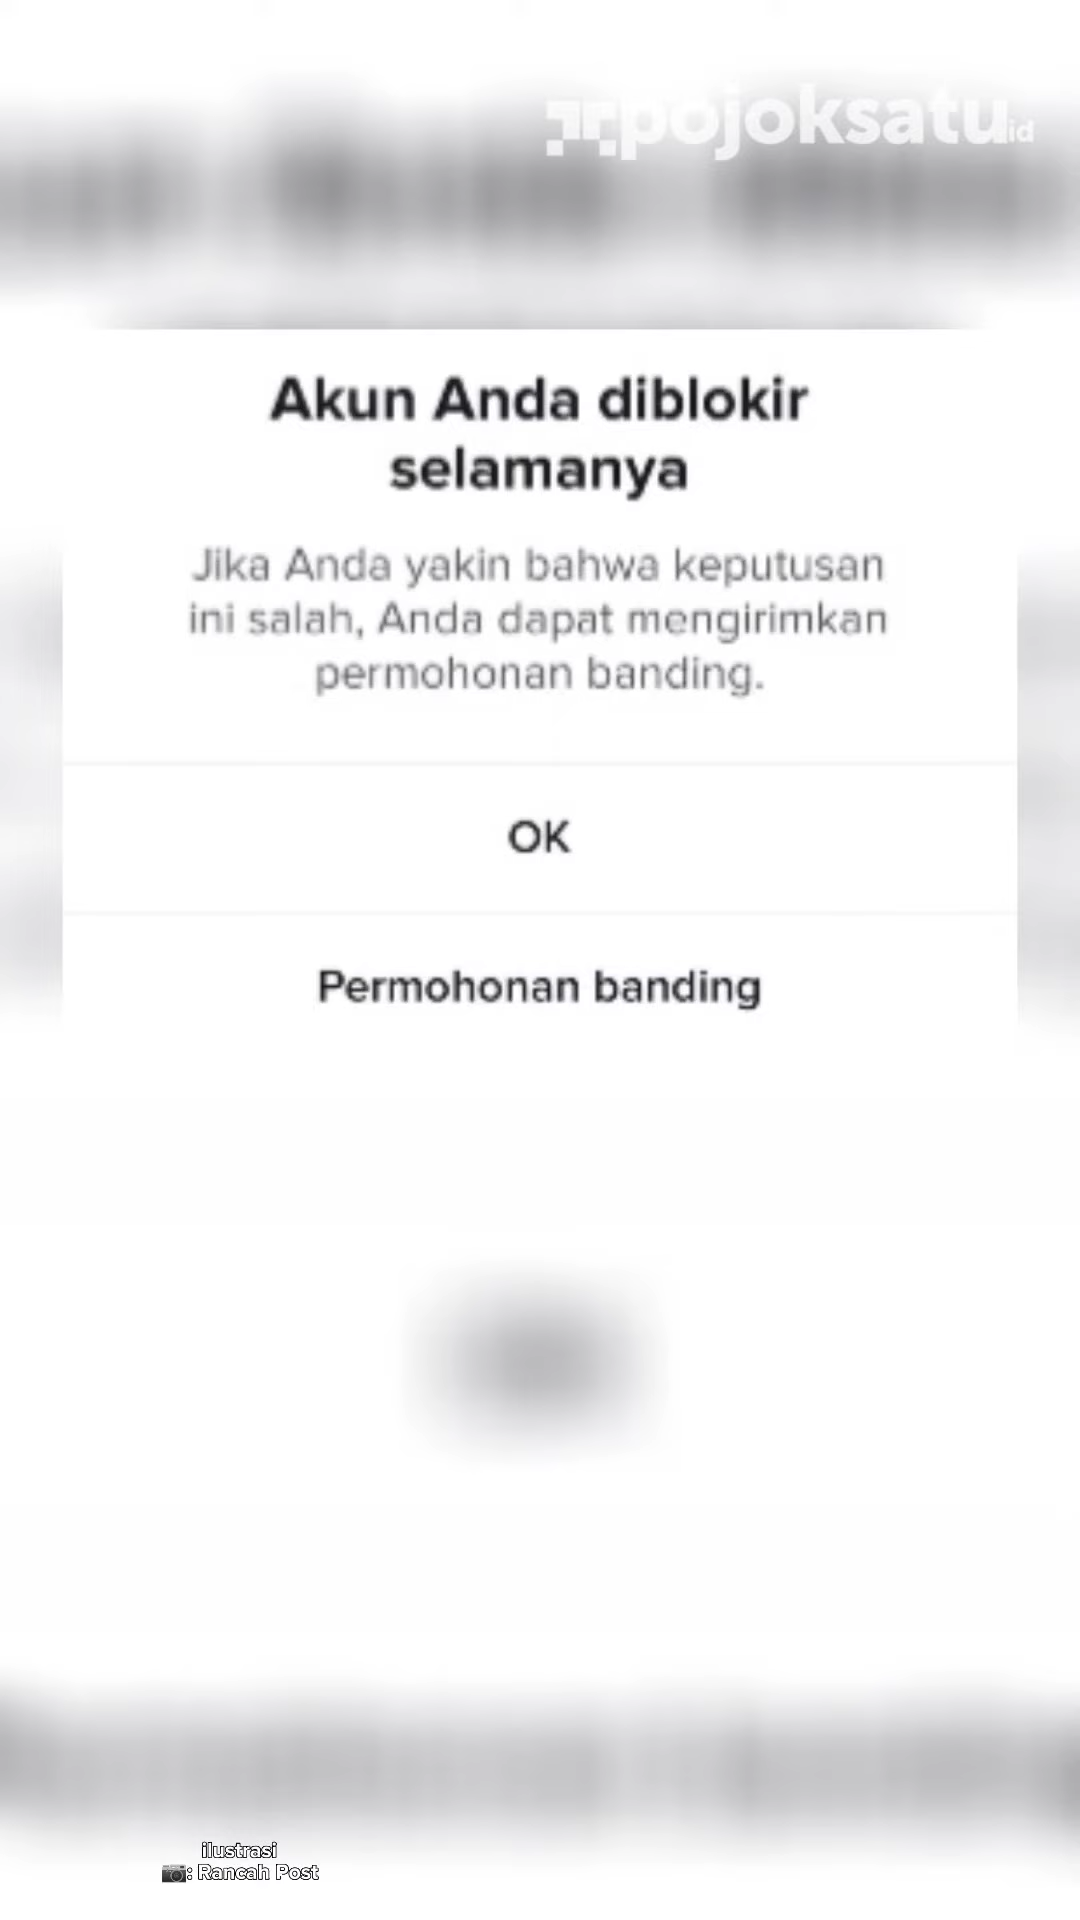 pojoksatu.id
Akun Anda diblokir
selamanya
Jika Anda yakin bahwa keputusan
ini salah, Anda dapat mengirimkan
permohonan banding.
OK
Permohonan banding
ilustrasi
📷: Rancah Post